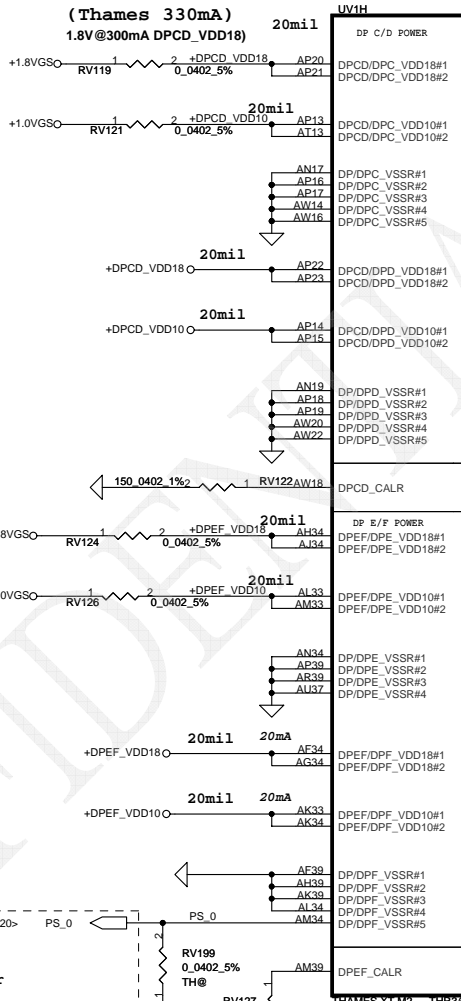 (Thames 330mA)
1.8V@300mA DPCD_VDD18)
20mil
UV1H
DP C/D POWER
+1.8VGS
RV119
1
2
0_0402_5%
+DPCD_VDD18
AP20
AP21
DPCD/DPC_VDD18#1
DPCD/DPC_VDD18#2
20mil
+1.0VGS
RV121
1
2
0_0402_5%
+DPCD_VDD10
AP13
AT13
DPCD/DPC_VDD10#1
DPCD/DPC_VDD10#2
AN17
AP16
AP17
AW14
AW16
DP/DPC_VSSR#1
DP/DPC_VSSR#2
DP/DPC_VSSR#3
DP/DPC_VSSR#4
DP/DPC_VSSR#5
20mil
+DPCD_VDD18
AP22
AP23
DPCD/DPD_VDD18#1
DPCD/DPD_VDD18#2
20mil
+DPCD_VDD10
AP14
AP15
DPCD/DPD_VDD10#1
DPCD/DPD_VDD10#2
AN19
AP18
AP19
AW20
AW22
DP/DPD_VSSR#1
DP/DPD_VSSR#2
DP/DPD_VSSR#3
DP/DPD_VSSR#4
DP/DPD_VSSR#5
150_0402_1%
2
1
RV122
AW18
DPCD_CALR
DP E/F POWER
20mil
8VGS
RV124
1
2
0_0402_5%
+DPEF_VDD18
AH34
AJ34
DPEF/DPE_VDD18#1
DPEF/DPE_VDD18#2
20mil
0VGS
RV126
1
2
0_0402_5%
+DPEF_VDD10
AL33
AM33
DPEF/DPE_VDD10#1
DPEF/DPE_VDD10#2
AN34
AP39
AR39
AU37
DP/DPE_VSSR#1
DP/DPE_VSSR#2
DP/DPE_VSSR#3
DP/DPE_VSSR#4
20mil
20mA
+DPEF_VDD18
AF34
AG34
DPEF/DPF_VDD18#1
DPEF/DPF_VDD18#2
20mil
20mA
+DPEF_VDD10
AK33
AK34
DPEF/DPF_VDD10#1
DPEF/DPF_VDD10#2
AF39
AH39
AK39
AL34
AM34
DP/DPF_VSSR#1
DP/DPF_VSSR#2
DP/DPF_VSSR#3
DP/DPF_VSSR#4
DP/DPF_VSSR#5
20>
PS_0
PS_0
2
RV199
0_0402_5%
TH@
1
f
AM39
DPEF_CALR
RV127